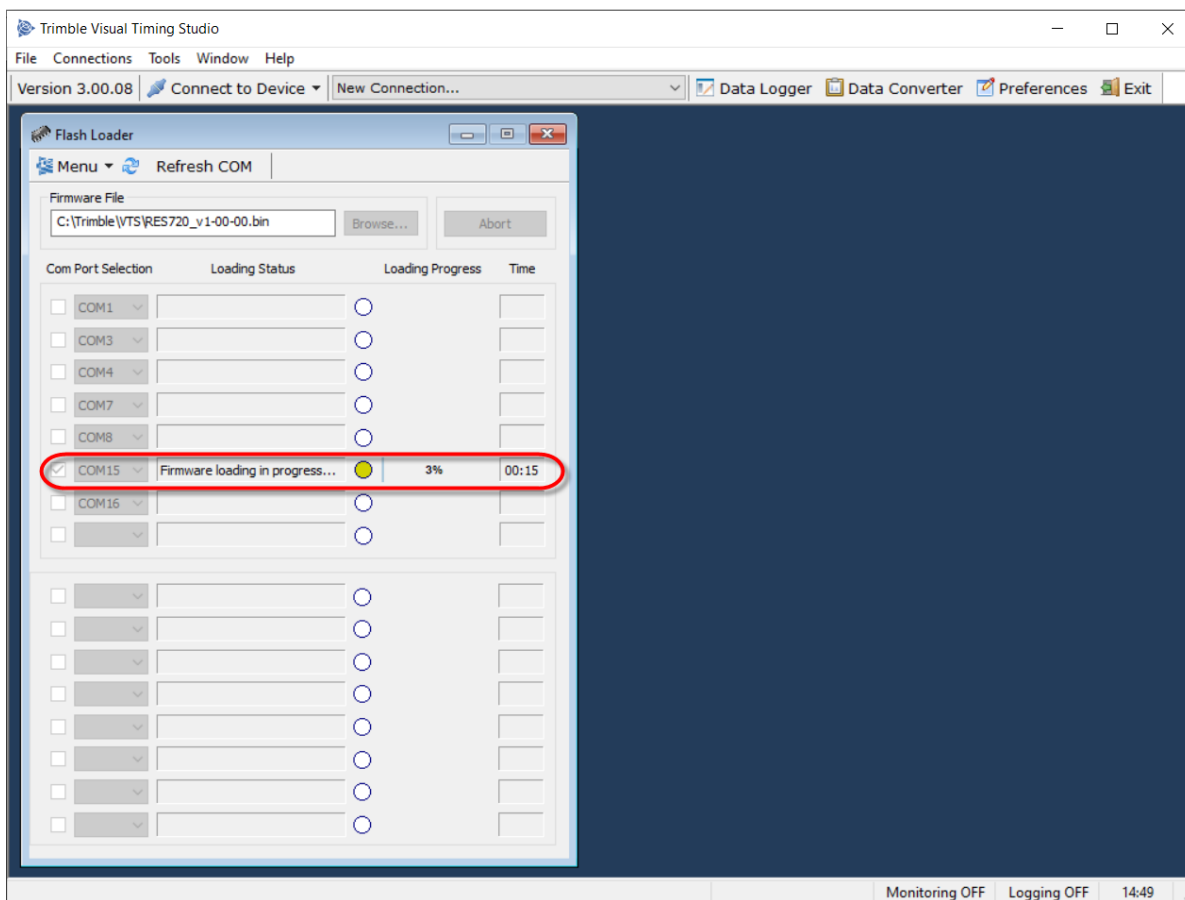 Trimble Visual Timing Studio
File Connections Tools Window Help
Version 3.00.08 Connect to Device New Connection... Data Logger Data Converter Preferences Exit
Flash Loader
Menu Refresh COM
Firmware File
C:\Trimble\VTS\RES720_v1-00-00.bin Browse... Abort
Com Port Selection Loading Status Loading Progress Time
COM1
COM3
COM4
COM7
COM8
COM15 Firmware loading in progress... 3% 00:15
COM16
Monitoring OFF Logging OFF 14:49